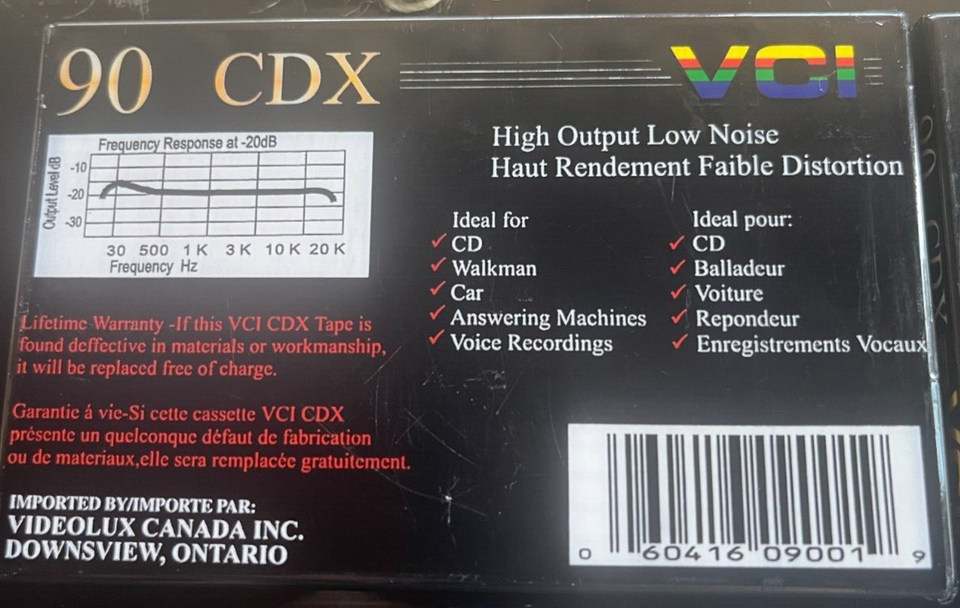 90 CDX
VCI
Frequency Response at -20dB
Output Level dB
-10
-20
-30
30 500 1K 3K 10K 20K
Frequency Hz
High Output Low Noise
Haut Rendement Faible Distortion
Ideal for
✓ CD
✓ Walkman
✓ Car
✓ Answering Machines
✓ Voice Recordings
Ideal pour:
✓ CD
✓ Balladeur
✓ Voiture
✓ Repondeur
✓ Enregistrements Vocaux
Lifetime Warranty -If this VCI CDX Tape is
found deffective in materials or workmanship,
it will be replaced free of charge.
Garantie á vie-Si cette cassette VCI CDX
présente un quelconque défaut de fabrication
ou de materiaux,elle sera remplacée gratuitement.
IMPORTED BY/IMPORTE PAR:
VIDEOLUX CANADA INC.
DOWNSVIEW, ONTARIO
0 60416 09001 9